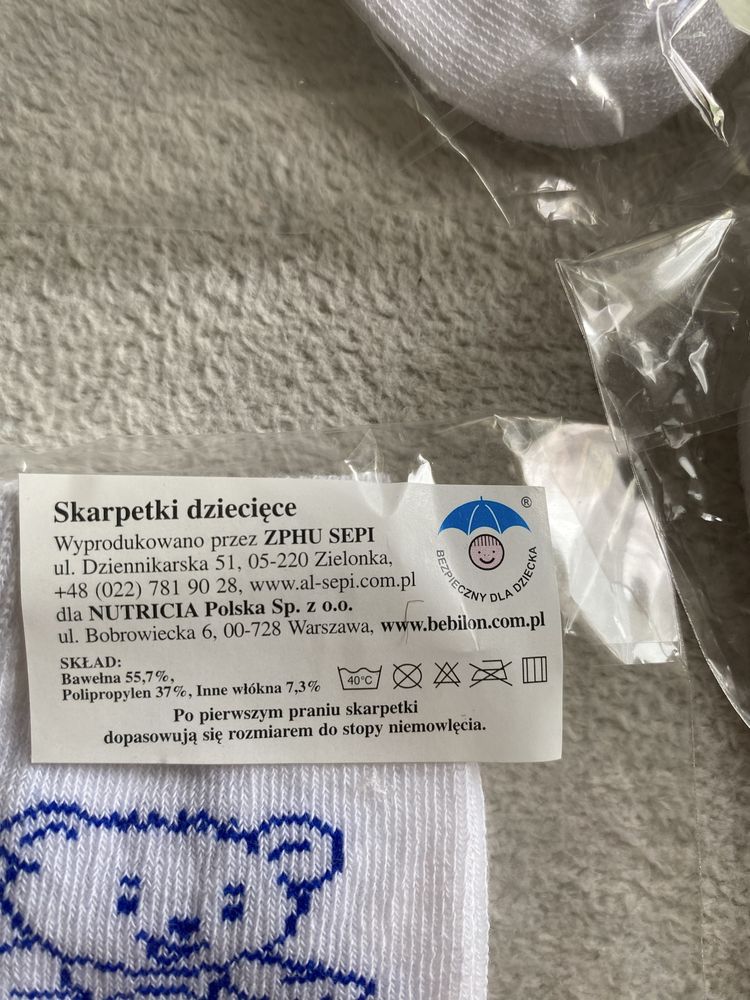 Skarpetki dziecięce
Wyprodukowano przez ZPHU SEPI
ul. Dziennikarska 51, 05-220 Zielonka,
+48 (022) 781 90 28, www.al-sepi.com.pl
dla NUTRICIA Polska Sp. z o.o.
ul. Bobrowiecka 6, 00-728 Warszawa, www.bebilon.com.pl
®
BEZPIECZNY DLA DZIECKA
SKŁAD:
Bawełna 55,7%,
Polipropylen 37%, Inne włókna 7,3%
40°C
Po pierwszym praniu skarpetki
dopasowują się rozmiarem do stopy niemowlęcia.